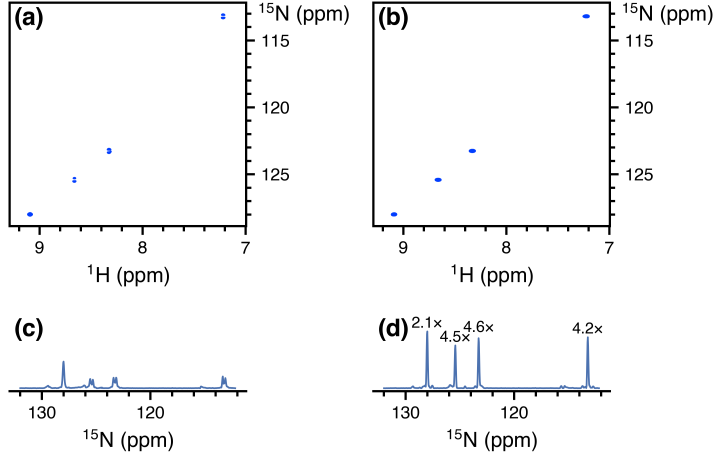 (a)
¹⁵N (ppm)
115
120
125
9 8 7
¹H (ppm)
(b)
¹⁵N (ppm)
115
120
125
9 8 7
¹H (ppm)
(c)
130 120
¹⁵N (ppm)
(d)
2.1×
4.5×
4.6×
4.2×
130 120
¹⁵N (ppm)